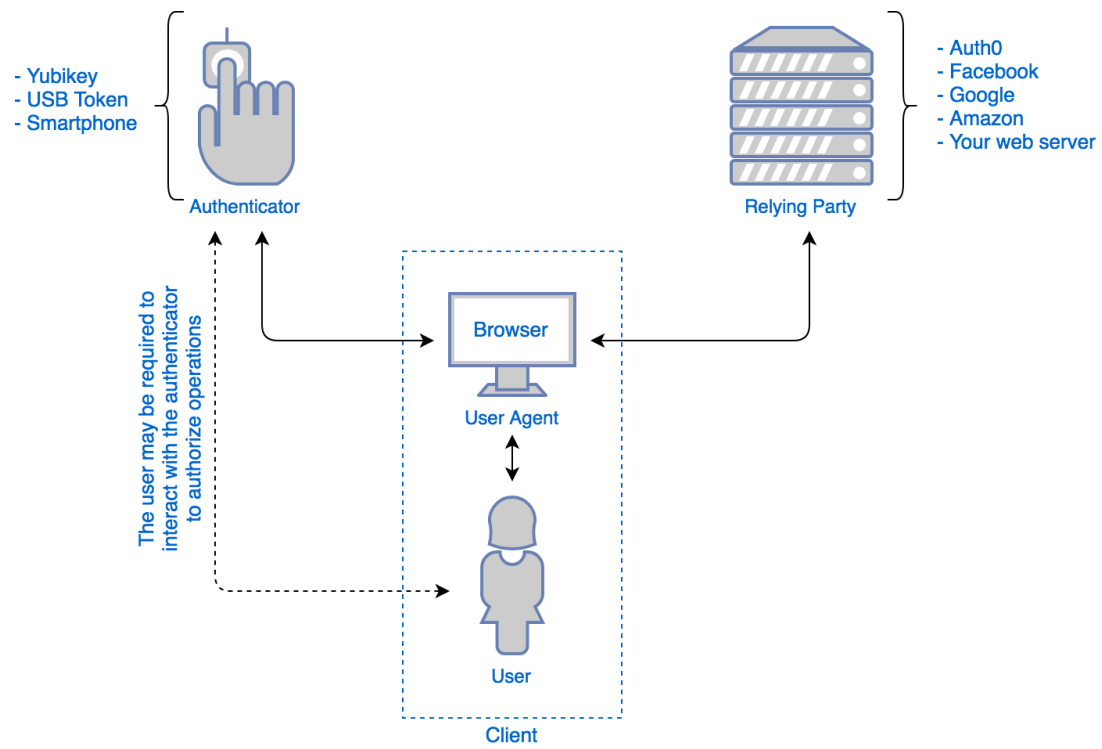 - Yubikey
- USB Token
- Smartphone
Authenticator
- Auth0
- Facebook
- Google
- Amazon
- Your web server
Relying Party
The user may be required to
interact with the authenticator
to authorize operations
Browser
User Agent
User
Client